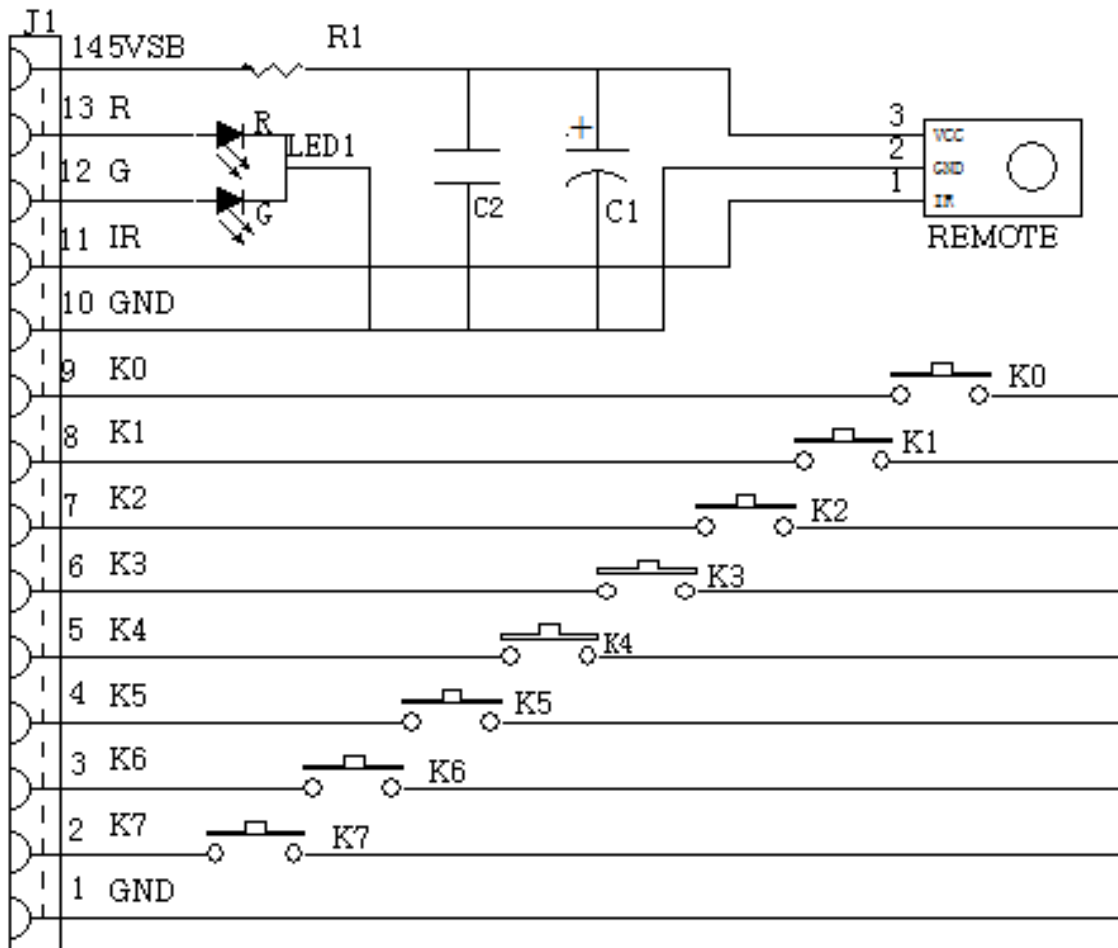 J1
14 5VSB
R1
13 R
R
LED1
12 G
G
C2
C1
3
VCC
2
GND
1
IR
REMOTE
11 IR
10 GND
9 K0
K0
8 K1
K1
7 K2
K2
6 K3
K3
5 K4
K4
4 K5
K5
3 K6
K6
2 K7
K7
1 GND